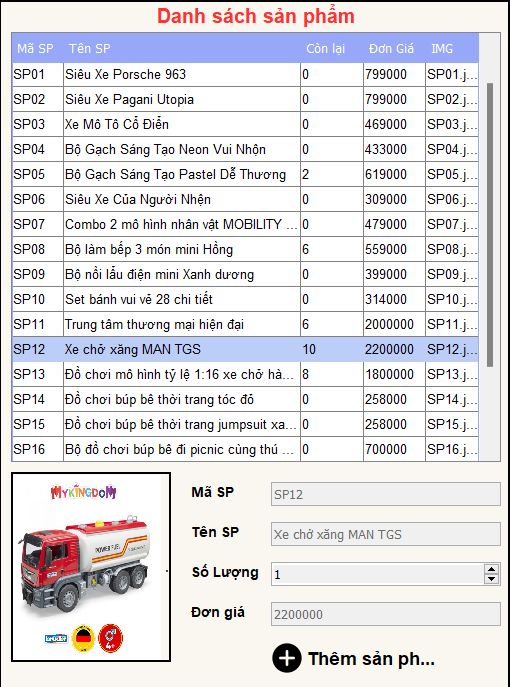 Danh sách sản phẩm
Mã SP Tên SP Còn lại Đơn Giá IMG
SP01 Siêu Xe Porsche 963 0 799000 SP01.j...
SP02 Siêu Xe Pagani Utopia 0 799000 SP02.j...
SP03 Xe Mô Tô Cổ Điển 0 469000 SP03.j...
SP04 Bộ Gạch Sáng Tạo Neon Vui Nhộn 0 433000 SP04.j...
SP05 Bộ Gạch Sáng Tạo Pastel Dễ Thương 2 619000 SP05.j...
SP06 Siêu Xe Của Người Nhện 0 309000 SP06.j...
SP07 Combo 2 mô hình nhân vật MOBILITY ... 0 479000 SP07.j...
SP08 Bộ làm bếp 3 món mini Hồng 6 559000 SP08.j...
SP09 Bộ nồi lẩu điện mini Xanh dương 0 399000 SP09.j...
SP10 Set bánh vui vẻ 28 chi tiết 0 314000 SP10.j...
SP11 Trung tâm thương mại hiện đại 6 2000000 SP11.j...
SP12 Xe chở xăng MAN TGS 10 2200000 SP12.j...
SP13 Đồ chơi mô hình tỷ lệ 1:16 xe chở hà... 8 1800000 SP13.j...
SP14 Đồ chơi búp bê thời trang tóc đỏ 0 258000 SP14.j...
SP15 Đồ chơi búp bê thời trang jumpsuit xa... 0 258000 SP15.j...
SP16 Bộ đồ chơi búp bê đi picnic cùng thú ... 0 700000 SP16.j...
MYKINGDOM
POWER FUEL
bruder
4+
Mã SP SP12
Tên SP Xe chở xăng MAN TGS
Số Lượng 1
Đơn giá 2200000
Thêm sản ph...